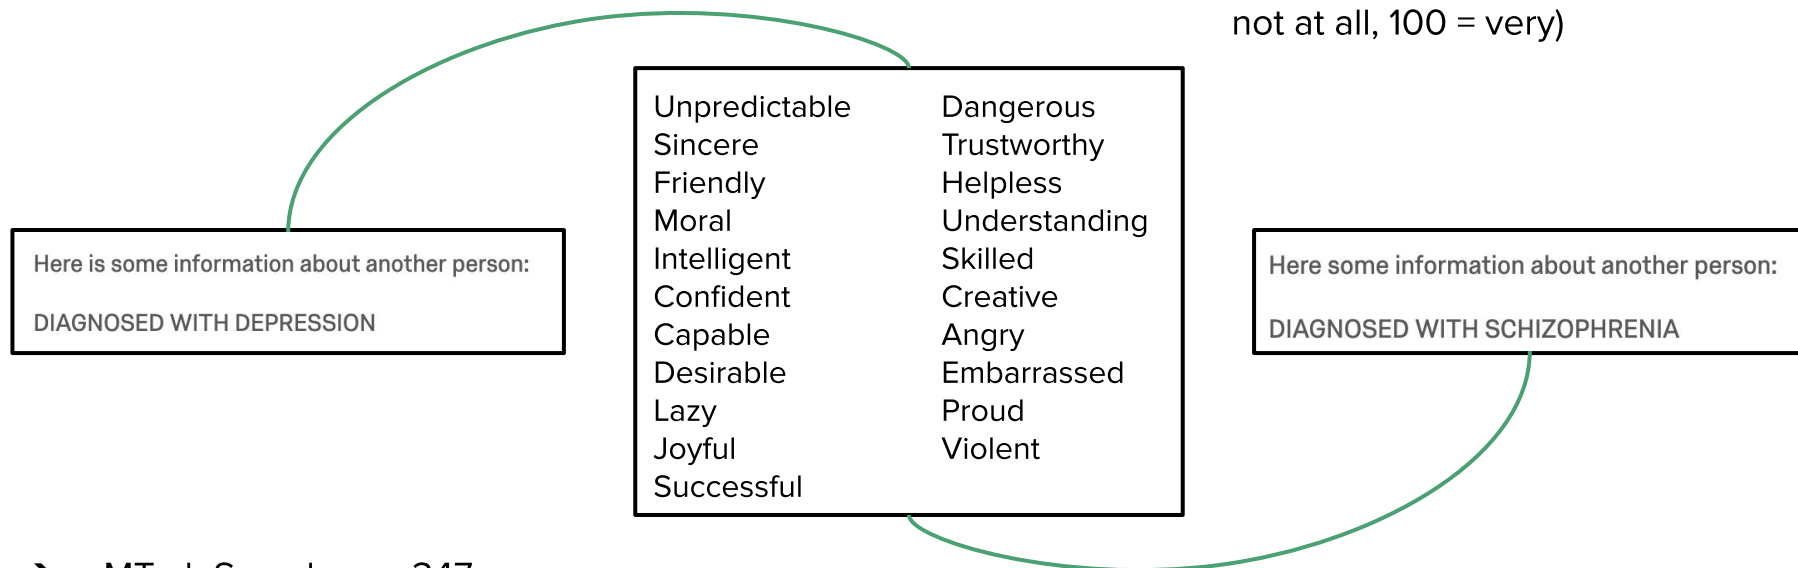 not at all, 100 = very)
Unpredictable
Sincere
Friendly
Moral
Intelligent
Confident
Capable
Desirable
Lazy
Joyful
Successful
Dangerous
Trustworthy
Helpless
Understanding
Skilled
Creative
Angry
Embarrassed
Proud
Violent
Here is some information about another person:
DIAGNOSED WITH DEPRESSION
Here some information about another person:
DIAGNOSED WITH SCHIZOPHRENIA